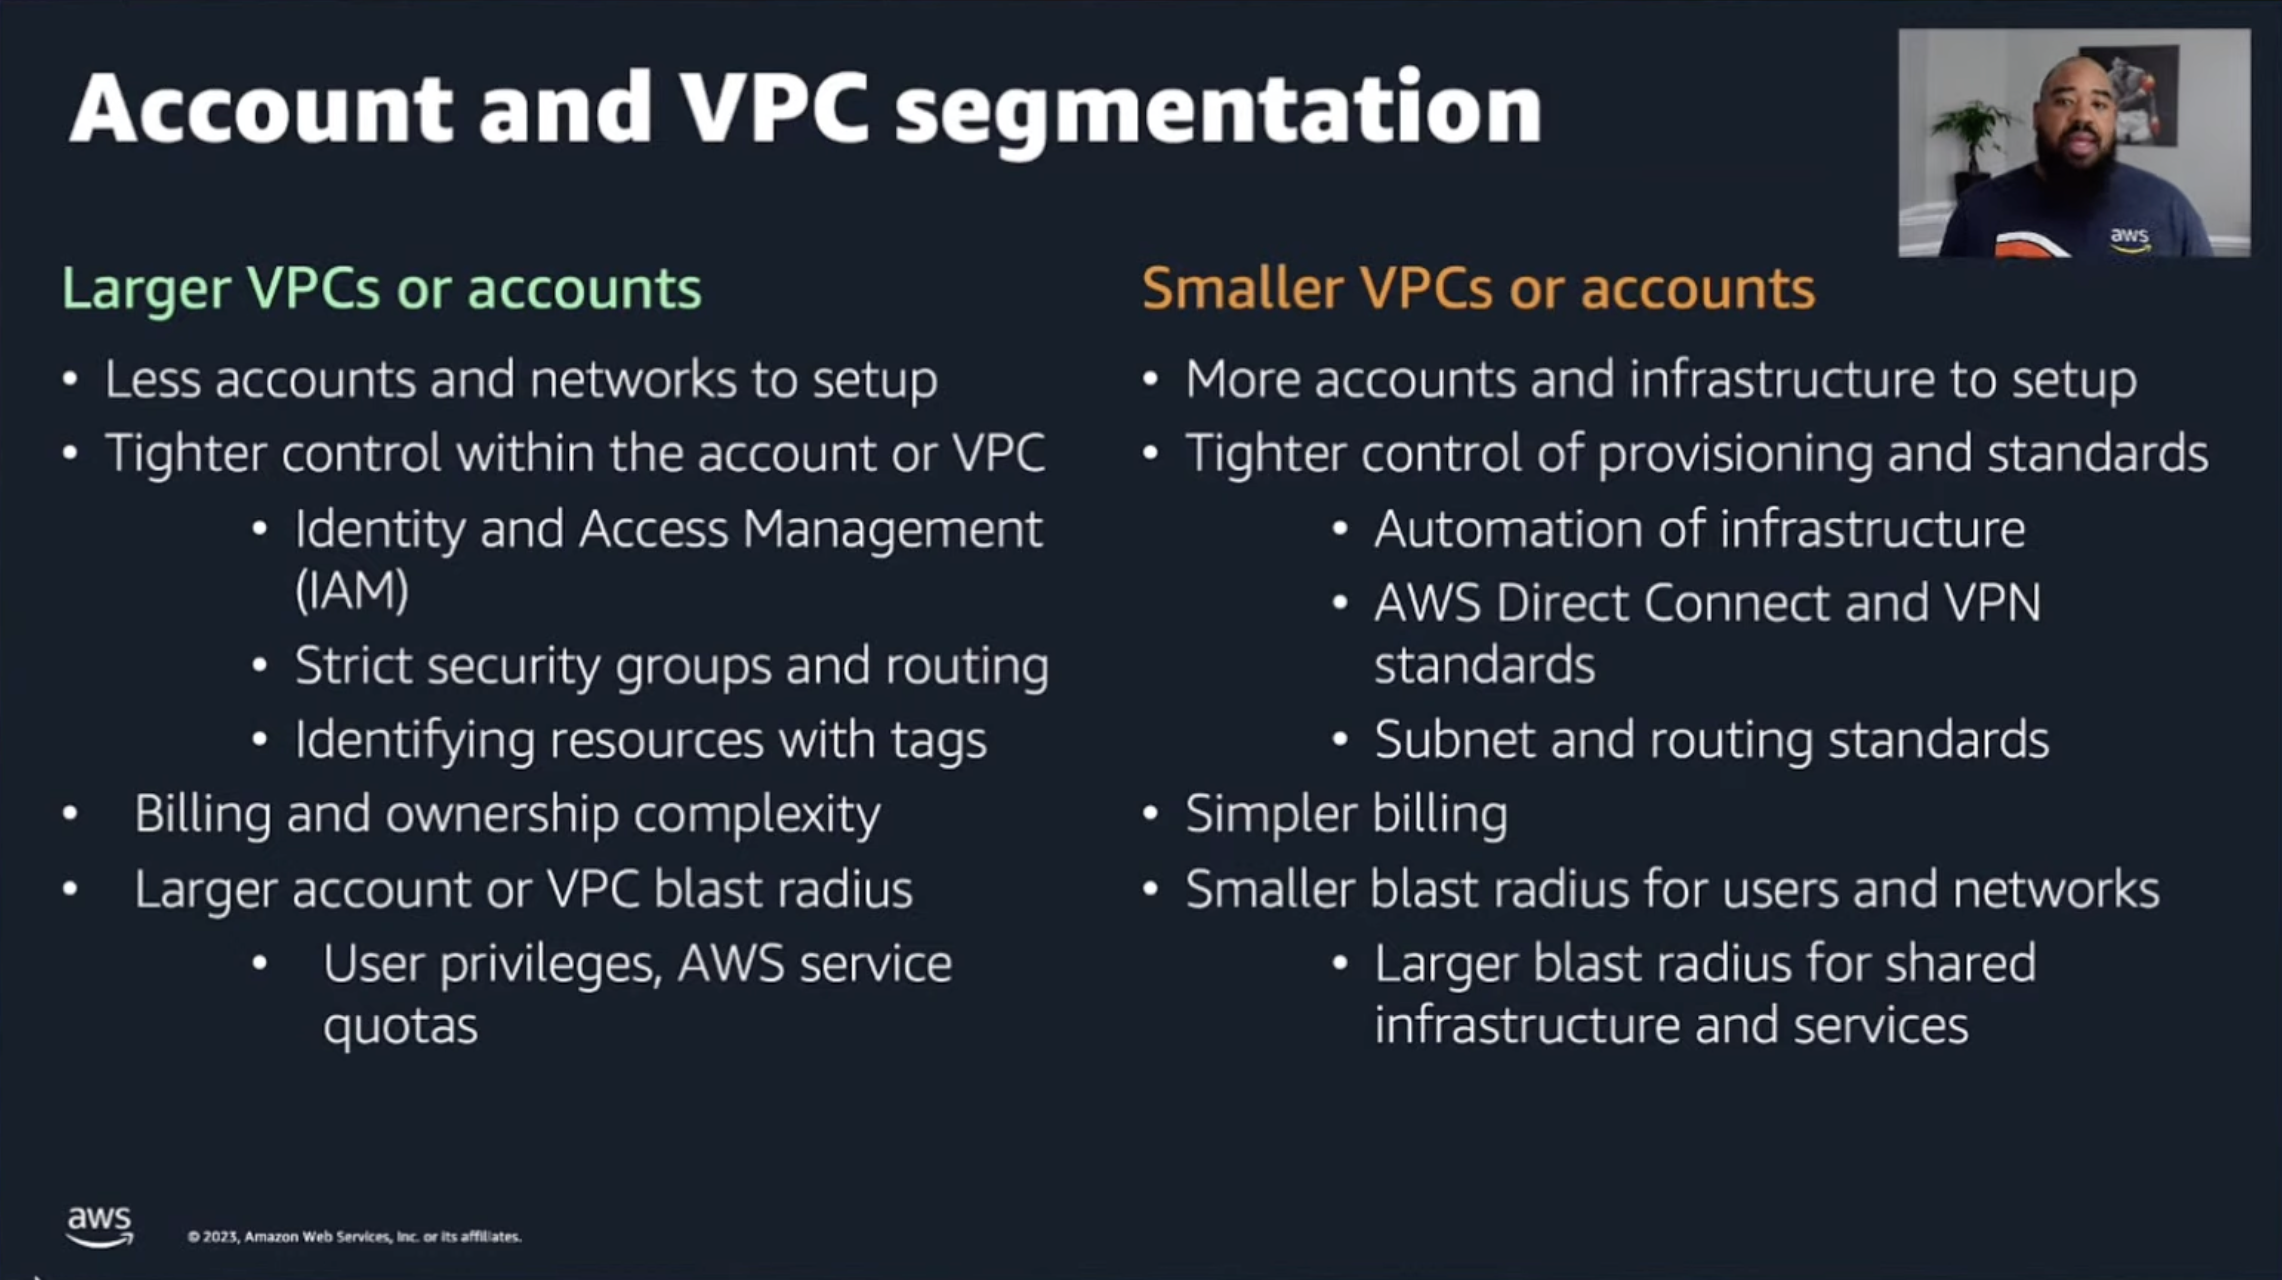 Account and VPC segmentation
aws
Larger VPCs or accounts
• Less accounts and networks to setup
• Tighter control within the account or VPC
• Identity and Access Management
(IAM)
• Strict security groups and routing
• Identifying resources with tags
• Billing and ownership complexity
• Larger account or VPC blast radius
• User privileges, AWS service
quotas
Smaller VPCs or accounts
• More accounts and infrastructure to setup
• Tighter control of provisioning and standards
• Automation of infrastructure
• AWS Direct Connect and VPN
standards
• Subnet and routing standards
• Simpler billing
• Smaller blast radius for users and networks
• Larger blast radius for shared
infrastructure and services
aws
© 2023, Amazon Web Services, Inc. or its affiliates.